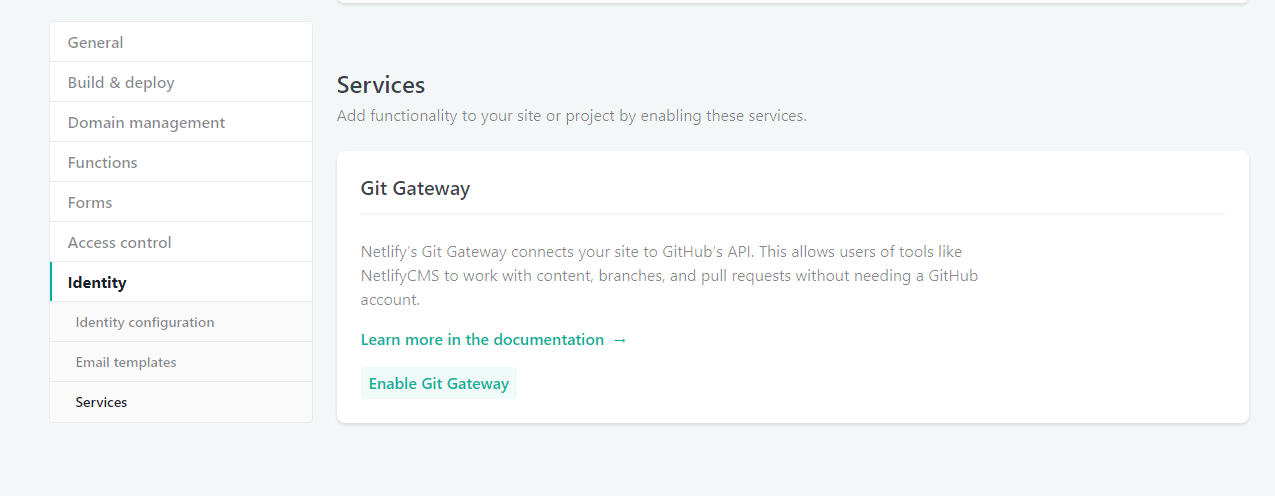 General
Build & deploy
Domain management
Functions
Forms
Access control
Identity
Identity configuration
Email templates
Services
Services
Add functionality to your site or project by enabling these services.
Git Gateway
Netlify's Git Gateway connects your site to GitHub's API. This allows users of tools like
NetlifyCMS to work with content, branches, and pull requests without needing a GitHub
account.
Learn more in the documentation →
Enable Git Gateway